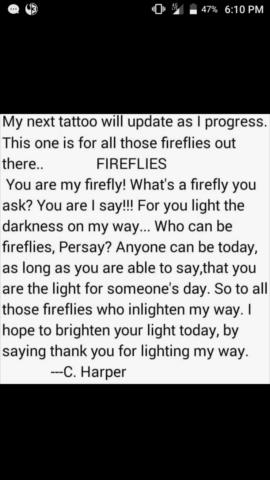 47% 6:10 PM
My next tattoo will update as I progress.
This one is for all those fireflies out
there.. FIREFLIES
You are my firefly! What's a firefly you
ask? You are I say!!! For you light the
darkness on my way... Who can be
fireflies, Persay? Anyone can be today,
as long as you are able to say,that you
are the light for someone's day. So to all
those fireflies who inlighten my way. I
hope to brighten your light today, by
saying thank you for lighting my way.
---C. Harper